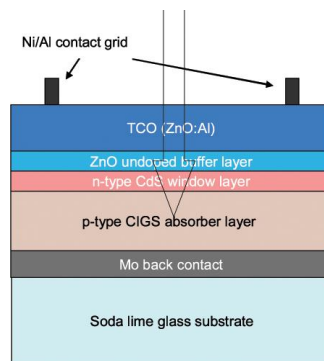 Ni/Al contact grid
TCO (ZnO:Al)
ZnO undoped buffer layer
n-type CdS window layer
p-type CIGS absorber layer
Mo back contact
Soda lime glass substrate